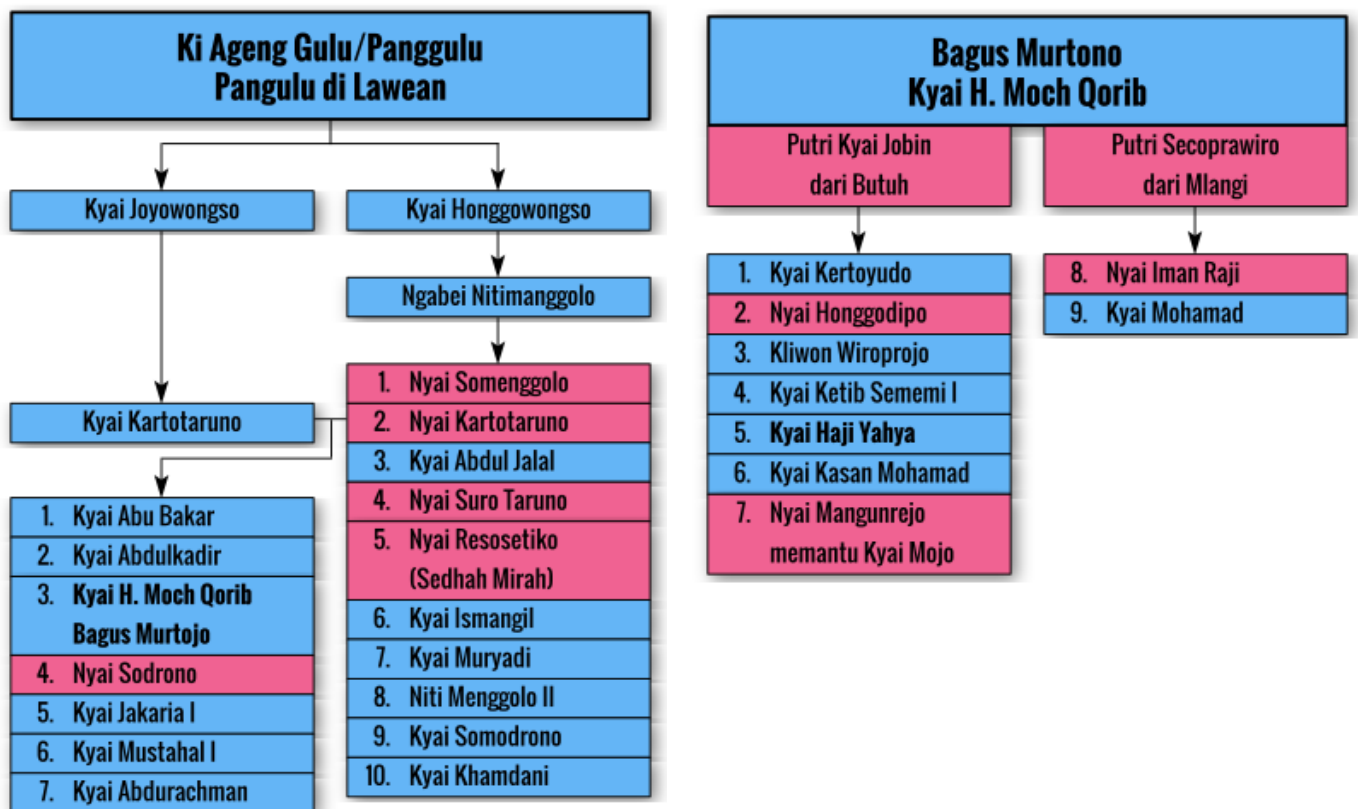 Ki Ageng Gulu/Panggulu
Pangulu di Lawean
Kyai Joyowongso
Kyai Honggowongso
Ngabei Nitimanggolo
Kyai Kartotaruno
1. Nyai Somenggolo
2. Nyai Kartotaruno
3. Kyai Abdul Jalal
4. Nyai Suro Taruno
5. Nyai Resosetiko
(Sedhah Mirah)
6. Kyai Ismangil
7. Kyai Muryadi
8. Niti Menggolo II
9. Kyai Somodrono
10. Kyai Khamdani
1. Kyai Abu Bakar
2. Kyai Abdulkadir
3. Kyai H. Moch Qorib
Bagus Murtojo
4. Nyai Sodrono
5. Kyai Jakaria I
6. Kyai Mustahal I
7. Kyai Abdurachman
Bagus Murtono
Kyai H. Moch Qorib
Putri Kyai Jobin
dari Butuh
Putri Secoprawiro
dari Mlangi
1. Kyai Kertoyudo
2. Nyai Honggodipo
3. Kliwon Wiroprojo
4. Kyai Ketib Sememi I
5. Kyai Haji Yahya
6. Kyai Kasan Mohamad
7. Nyai Mangunrejo
memantu Kyai Mojo
8. Nyai Iman Raji
9. Kyai Mohamad